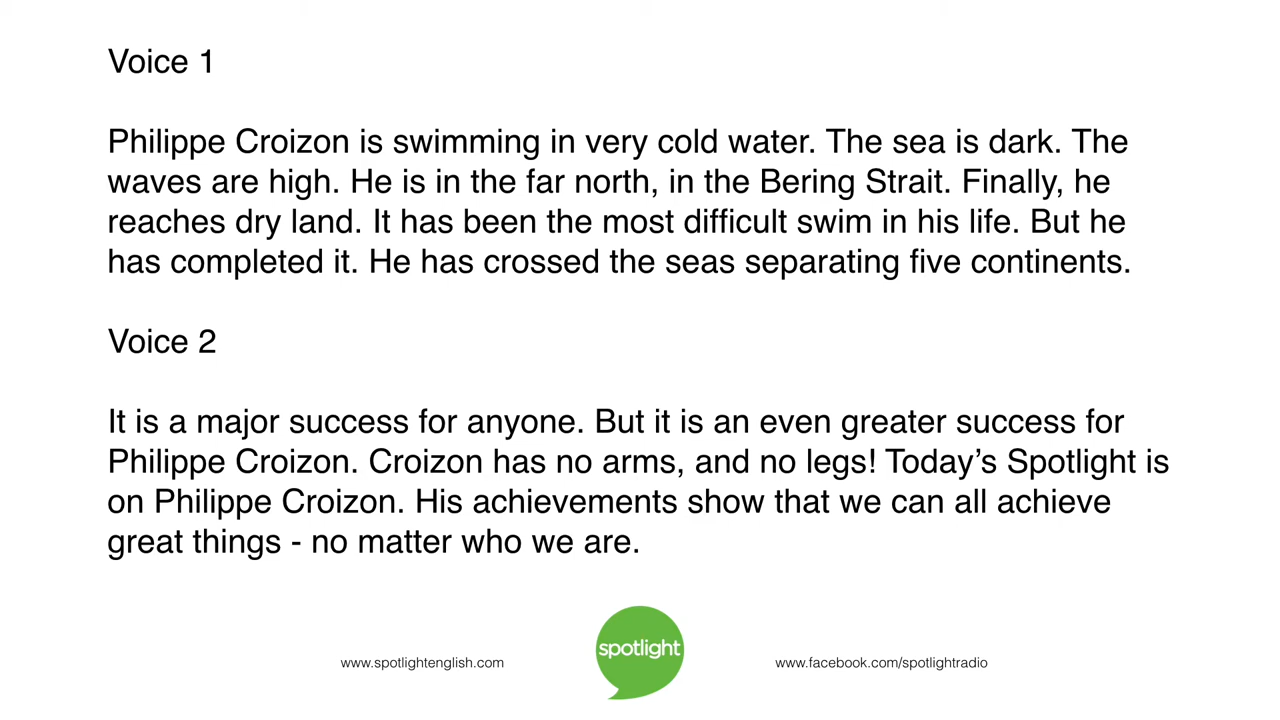 Voice 1
Philippe Croizon is swimming in very cold water. The sea is dark. The
waves are high. He is in the far north, in the Bering Strait. Finally, he
reaches dry land. It has been the most difficult swim in his life. But he
has completed it. He has crossed the seas separating five continents.
Voice 2
It is a major success for anyone. But it is an even greater success for
Philippe Croizon. Croizon has no arms, and no legs! Today’s Spotlight is
on Philippe Croizon. His achievements show that we can all achieve
great things - no matter who we are.
www.spotlightenglish.com
spotlight
www.facebook.com/spotlightradio